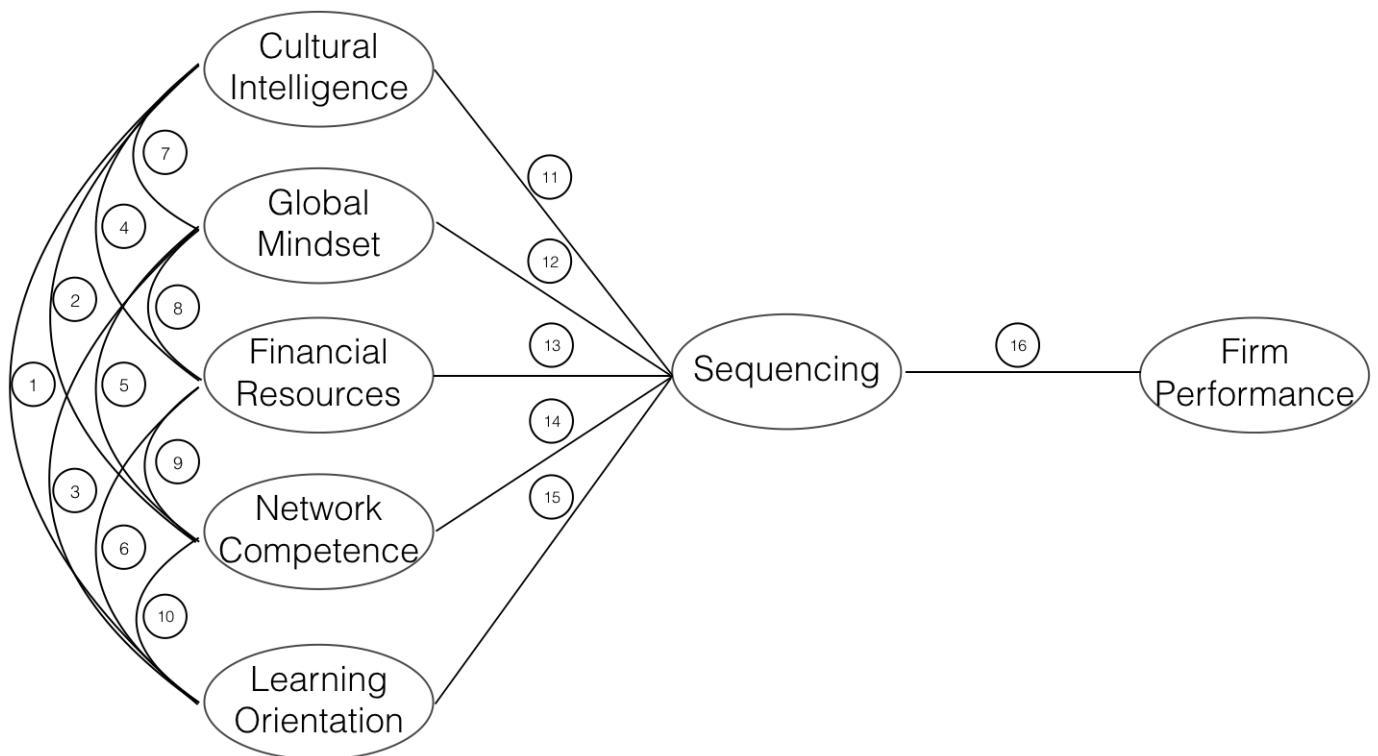 Cultural
Intelligence
7
11
4
Global
Mindset
12
2
8
13
Financial
Resources
Sequencing
16
Firm
Performance
1
5
14
9
3
15
Network
Competence
6
10
Learning
Orientation